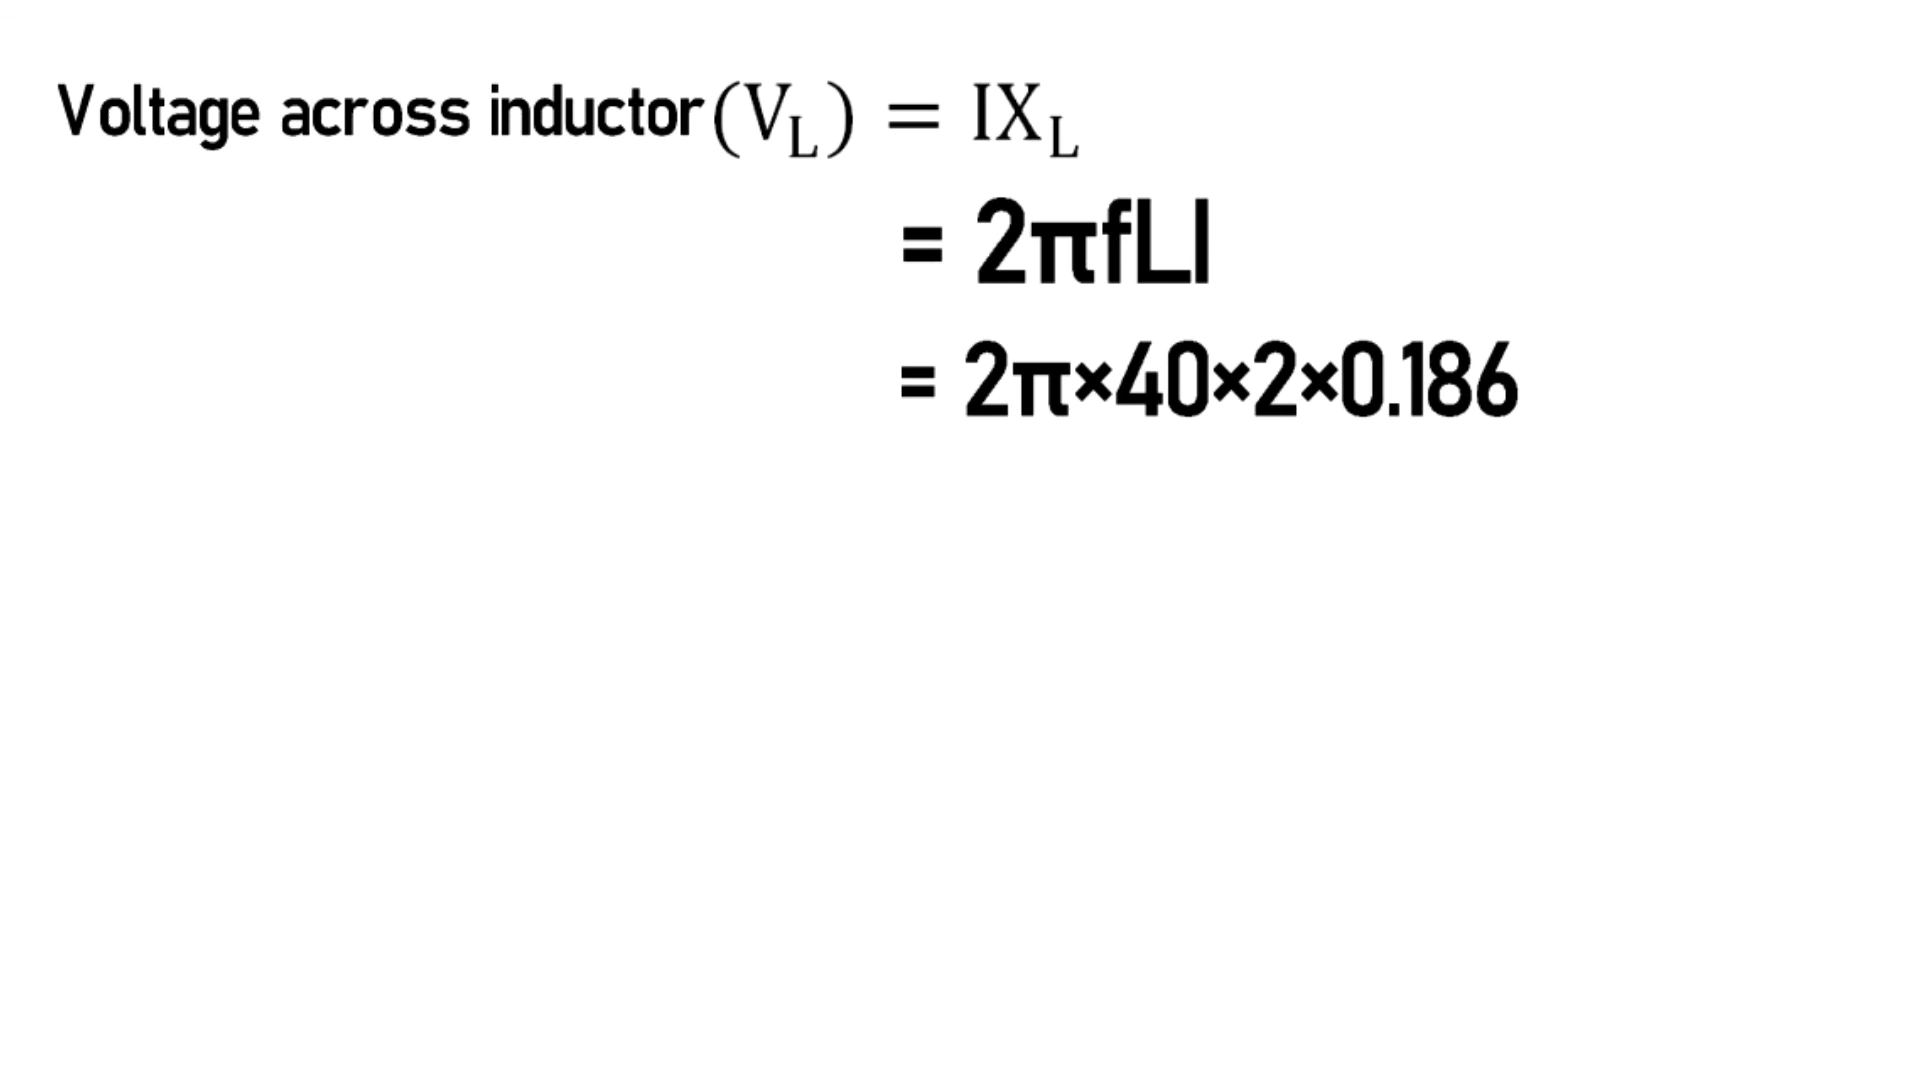 Voltage across inductor(V_L) = IX_L
= 2πfLI
= 2π×40×2×0.186